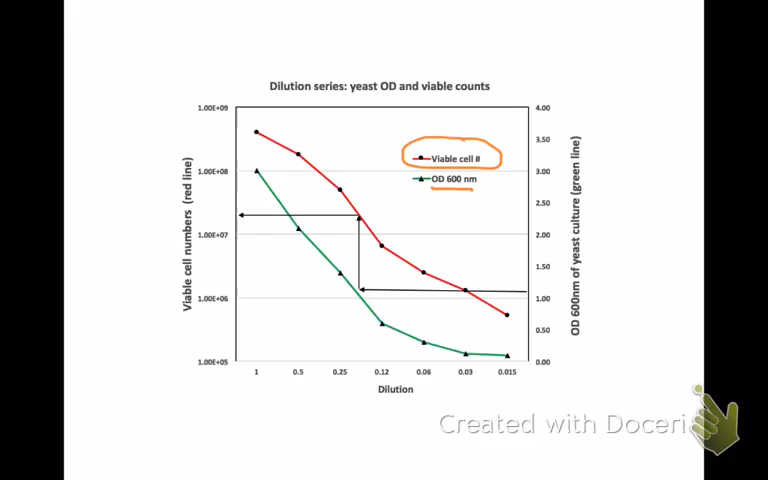 Dilution series: yeast OD and viable counts
1.00E+09
1.00E+08
1.00E+07
1.00E+06
1.00E+05
4.00
3.50
3.00
2.50
2.00
1.50
1.00
0.50
0.00
Viable cell numbers (red line)
OD 600nm of yeast culture (green line)
Viable cell #
OD 600 nm
1 0.5 0.25 0.12 0.06 0.03 0.015
Dilution
Created with Doceri